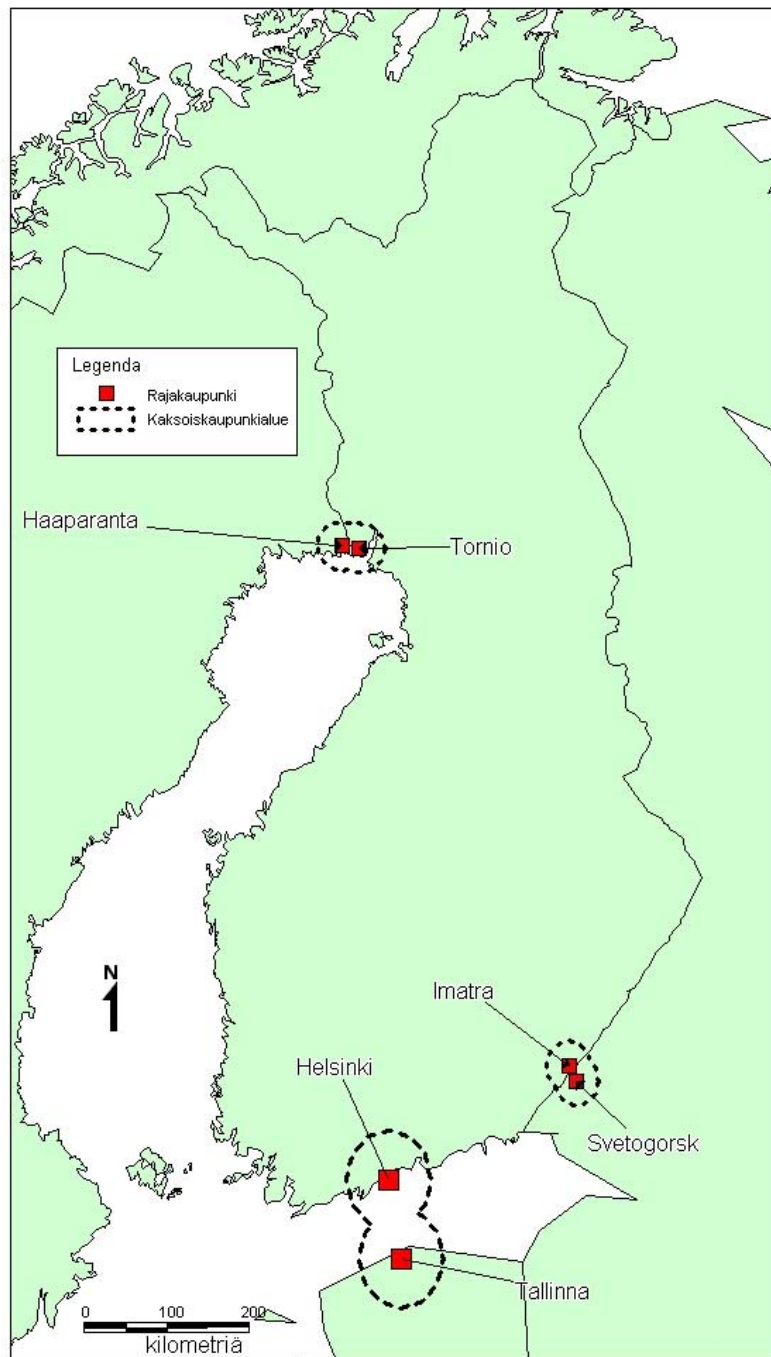 Legenda
Rajakaupunki
Kaksoiskaupunkialue
Haaparanta
Tornio
N
Imatra
Helsinki
Svetogorsk
Tallinna
0 100 200
kilometriä